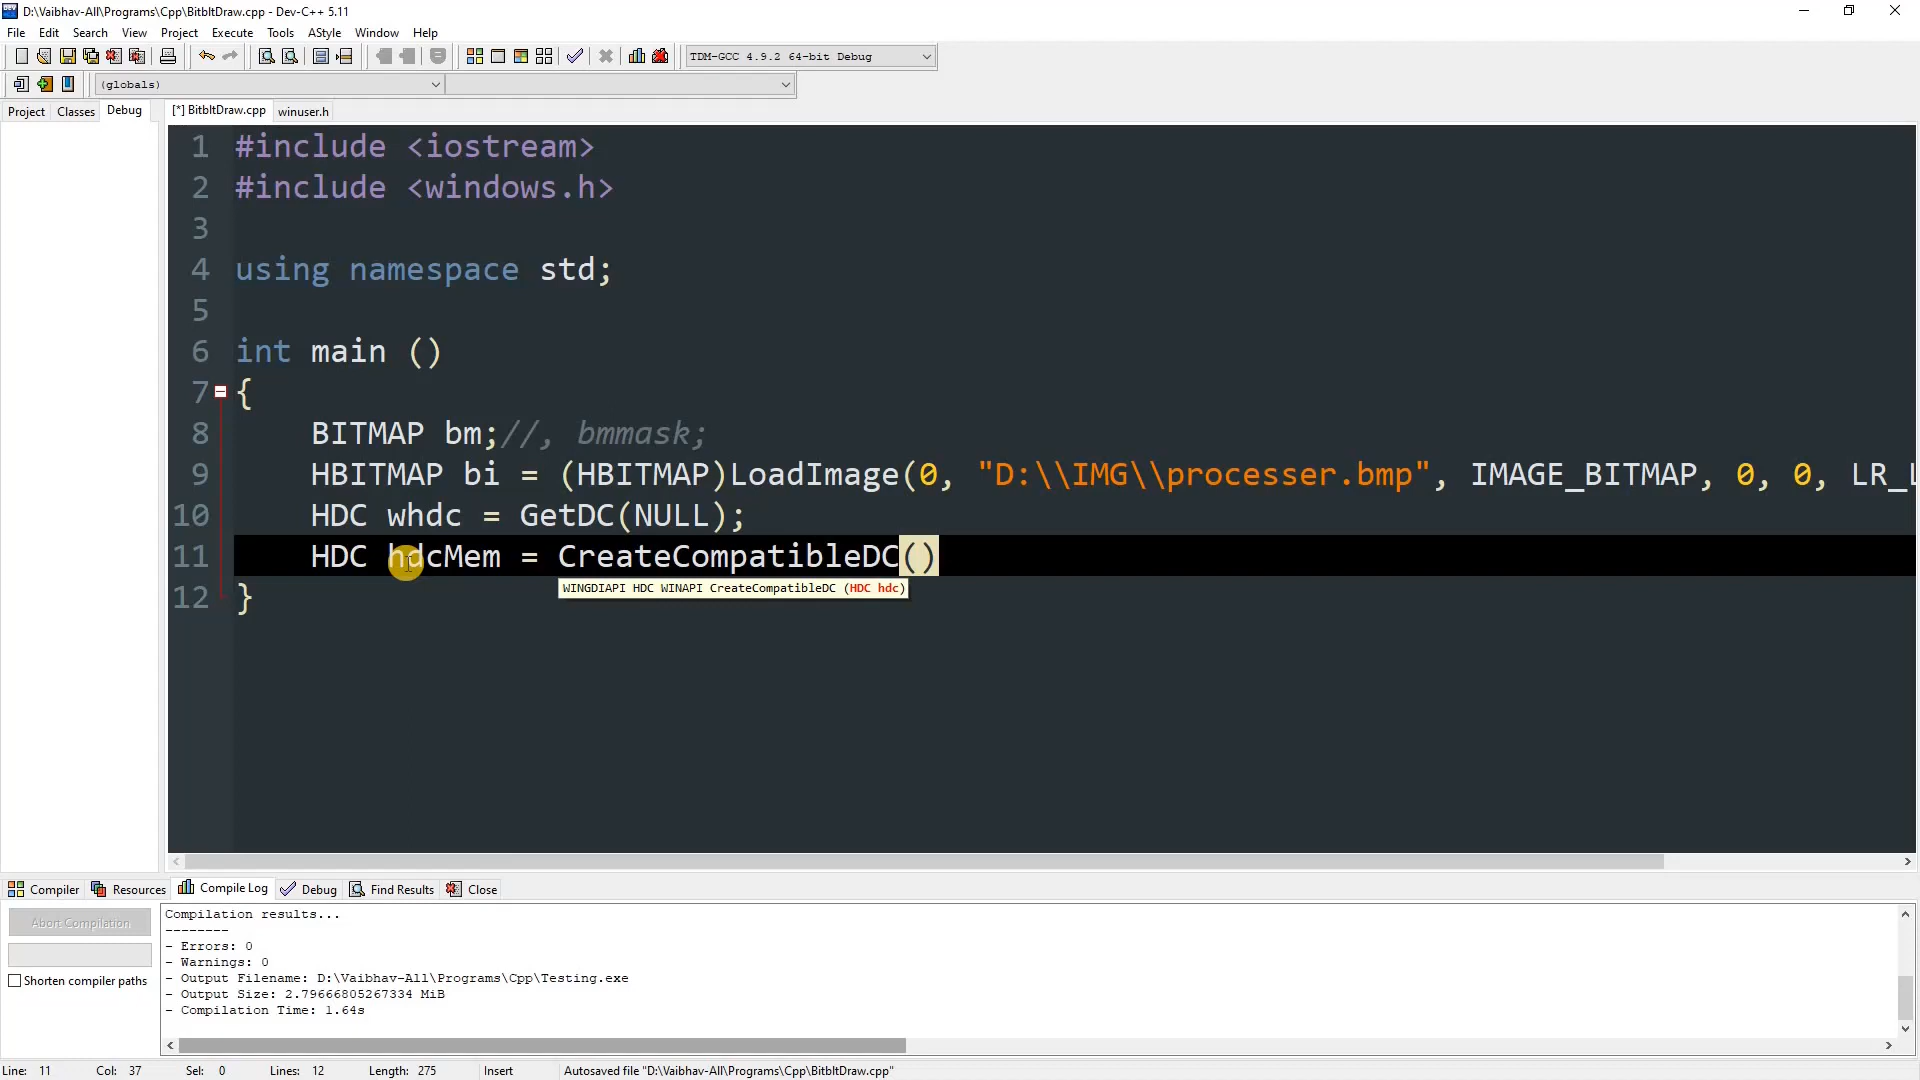 D:\Vaibhav-All\Programs\Cpp\BitbltDraw.cpp - Dev-C++ 5.11
File Edit Search View Project Execute Tools AStyle Window Help
TDM-GCC 4.9.2 64-bit Debug
(globals)
Project Classes Debug [*] BitbltDraw.cpp winuser.h
1 #include <iostream>
2 #include <windows.h>
3
4 using namespace std;
5
6 int main ()
7 {
8 BITMAP bm;//, bmmask;
9 HBITMAP bi = (HBITMAP)LoadImage(0, "D:\\IMG\\processer.bmp", IMAGE_BITMAP, 0, 0, LR_L
10 HDC whdc = GetDC(NULL);
11 HDC hdcMem = CreateCompatibleDC()
WINGDIAPI HDC WINAPI CreateCompatibleDC (HDC hdc)
12 }
Compiler Resources Compile Log Debug Find Results Close
Abort Compilation
Shorten compiler paths
Compilation results...
--------
- Errors: 0
- Warnings: 0
- Output Filename: D:\Vaibhav-All\Programs\Cpp\Testing.exe
- Output Size: 2.79666805267334 MiB
- Compilation Time: 1.64s
Line: 11 Col: 37 Sel: 0 Lines: 12 Length: 275 Insert Autosaved file "D:\Vaibhav-All\Programs\Cpp\BitbltDraw.cpp"